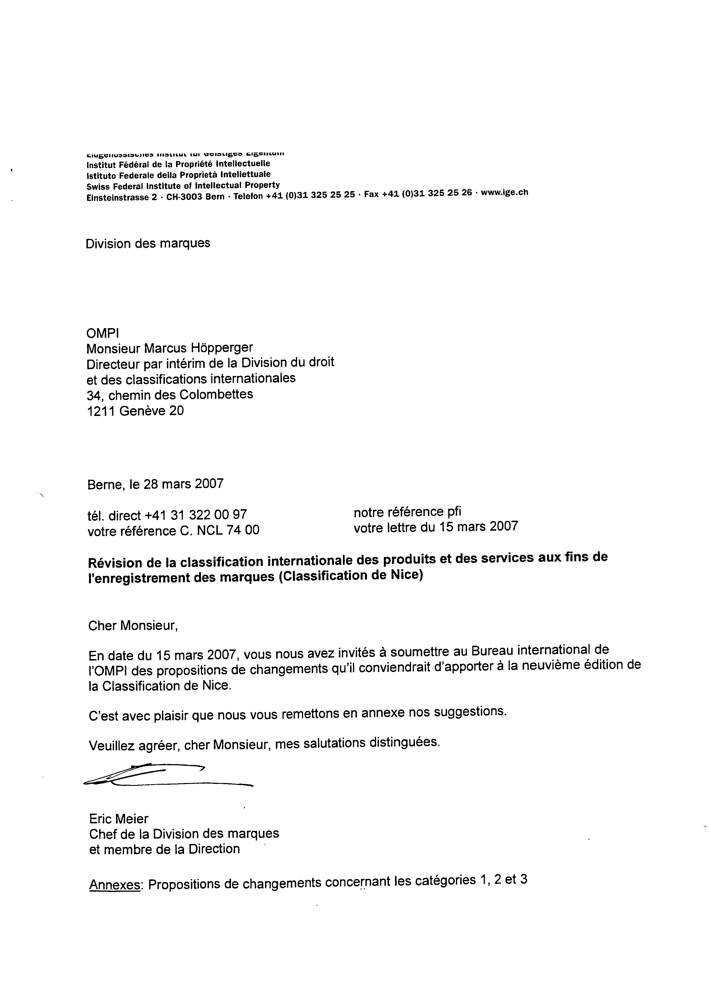 Eidgenössisches Institut für Geistiges Eigentum
Institut Fédéral de la Propriété Intellectuelle
Istituto Federale della Proprietà Intellettuale
Swiss Federal Institute of Intellectual Property
Einsteinstrasse 2 · CH-3003 Bern · Telefon +41 (0)31 325 25 25 · Fax +41 (0)31 325 25 26 · www.ige.ch
Division des marques
OMPI
Monsieur Marcus Höpperger
Directeur par intérim de la Division du droit
et des classifications internationales
34, chemin des Colombettes
1211 Genève 20
Berne, le 28 mars 2007
tél. direct +41 31 322 00 97 notre référence pfi
votre référence C. NCL 74 00 votre lettre du 15 mars 2007
Révision de la classification internationale des produits et des services aux fins de
l'enregistrement des marques (Classification de Nice)
Cher Monsieur,
En date du 15 mars 2007, vous nous avez invités à soumettre au Bureau international de
l'OMPI des propositions de changements qu'il conviendrait d'apporter à la neuvième édition de
la Classification de Nice.
C'est avec plaisir que nous vous remettons en annexe nos suggestions.
Veuillez agréer, cher Monsieur, mes salutations distinguées.
Eric Meier
Chef de la Division des marques
et membre de la Direction
Annexes: Propositions de changements concernant les catégories 1, 2 et 3